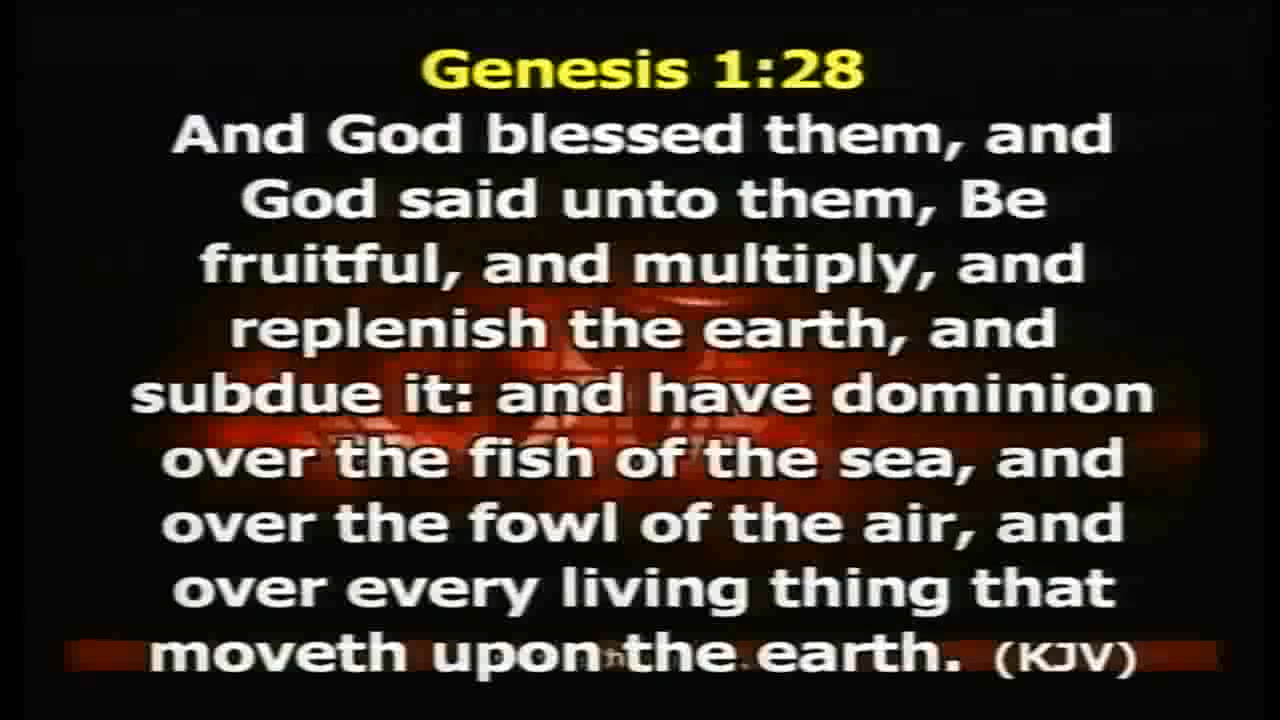 Genesis 1:28
And God blessed them, and
God said unto them, Be
fruitful, and multiply, and
replenish the earth, and
subdue it: and have dominion
over the fish of the sea, and
over the fowl of the air, and
over every living thing that
moveth upon the earth. (KJV)